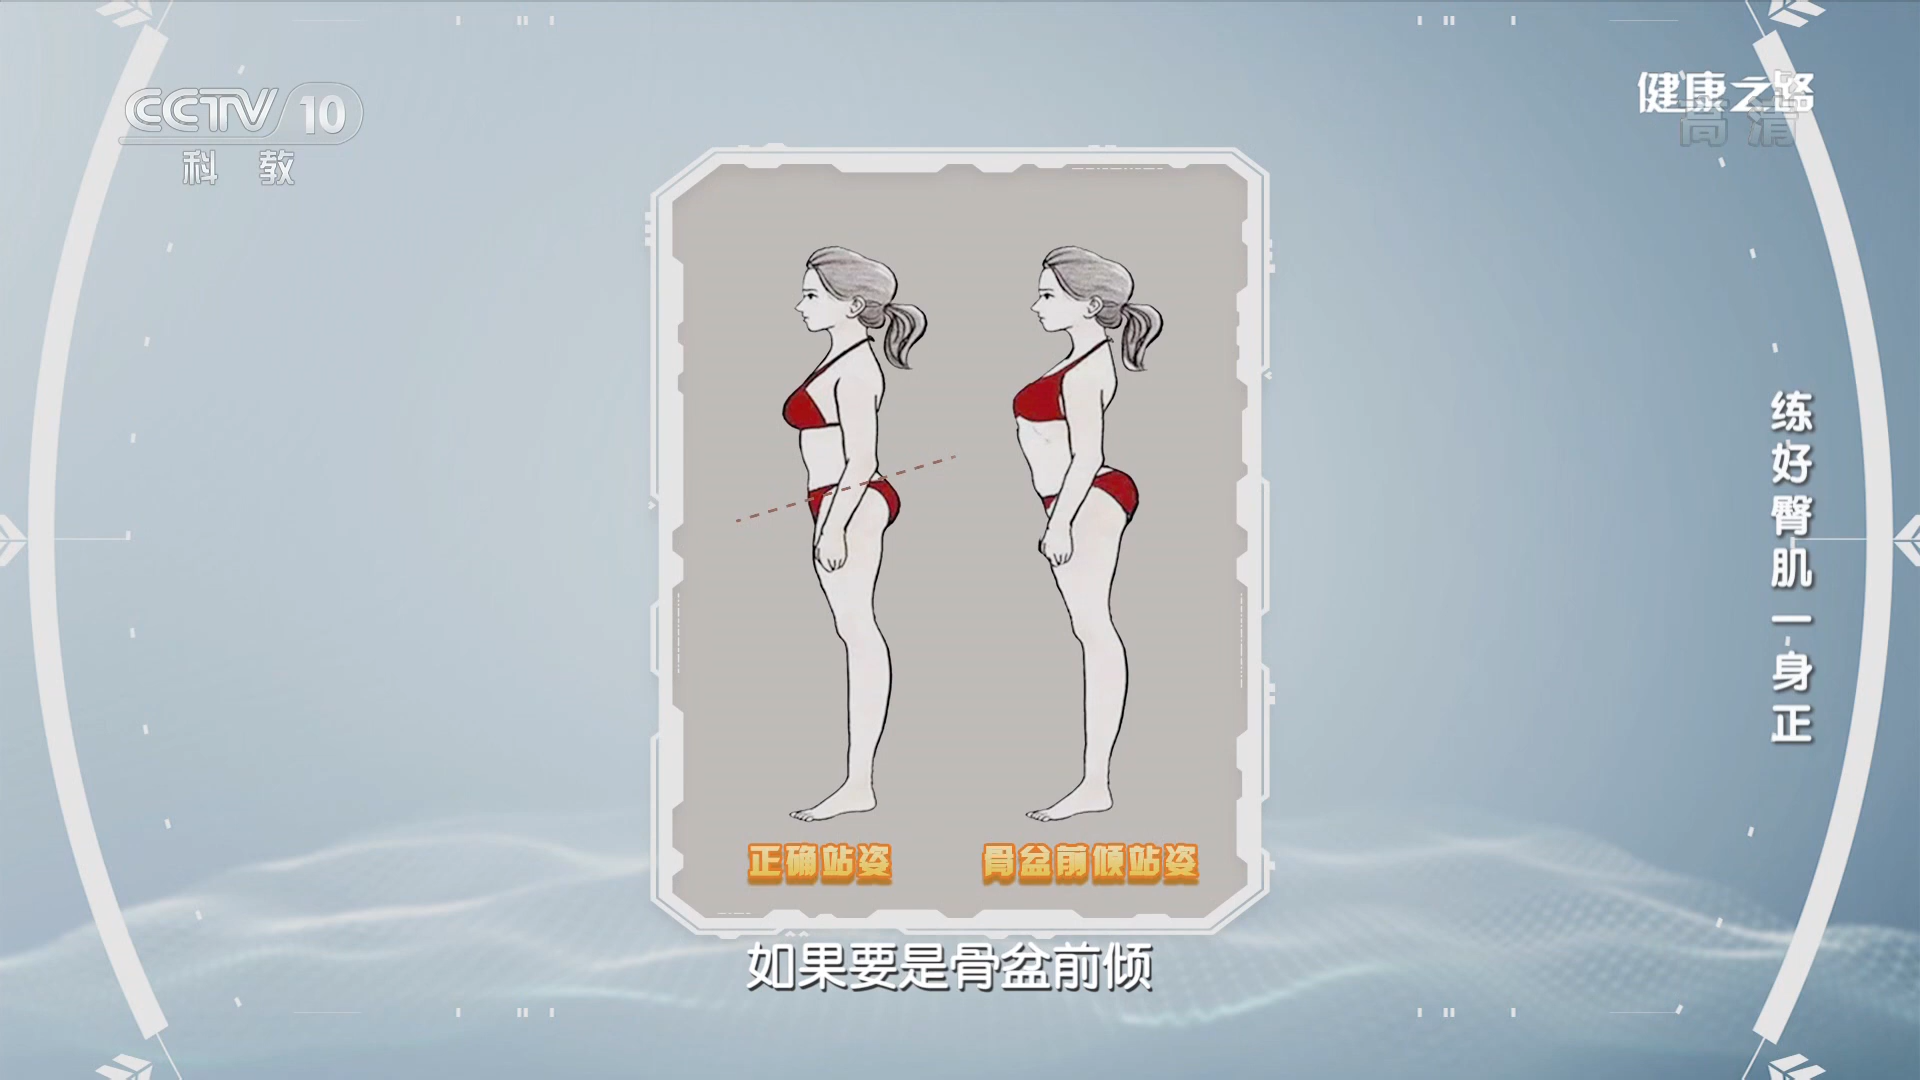 CCTV 10
科教
健康之路
高清
练好臀肌一身正
正确站姿
骨盆前倾站姿
如果要是骨盆前倾